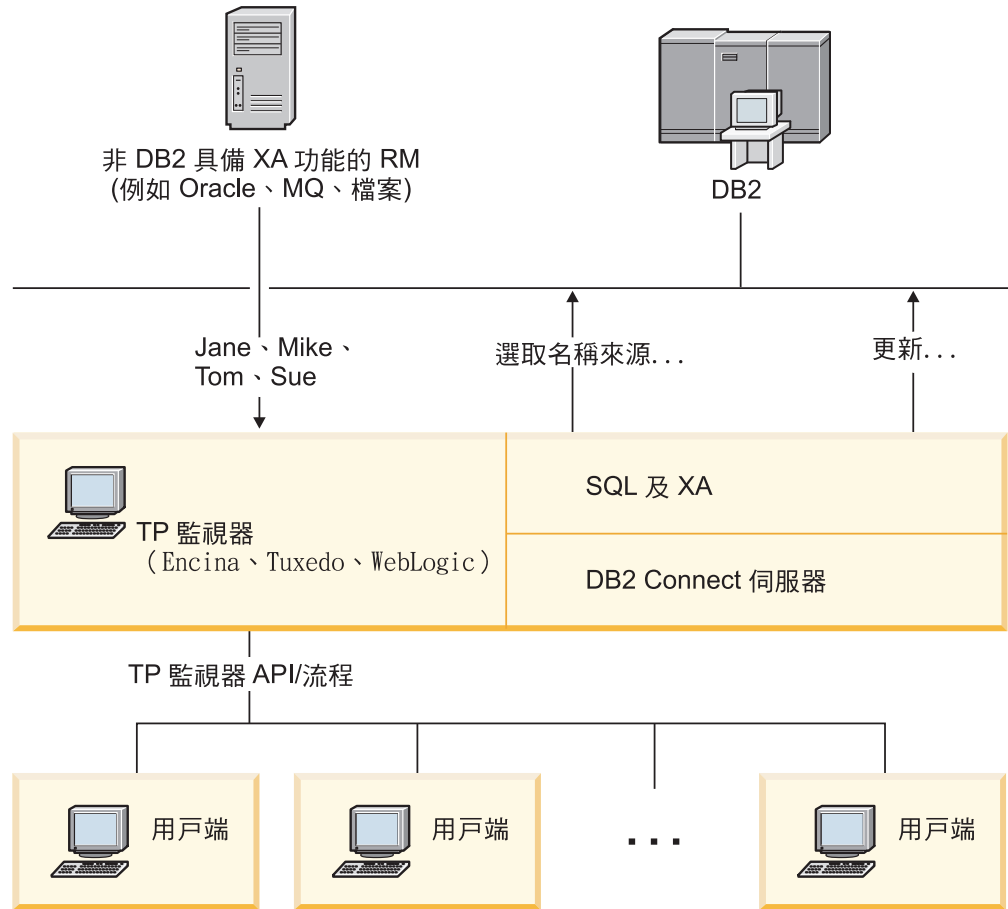 非 DB2 具備 XA 功能的 RM
(例如 Oracle、MQ、檔案)
DB2
Jane、Mike、
Tom、Sue
選取名稱來源...
更新...
TP 監視器
（Encina、Tuxedo、WebLogic）
SQL 及 XA
DB2 Connect 伺服器
TP 監視器 API/流程
用戶端
用戶端
...
用戶端